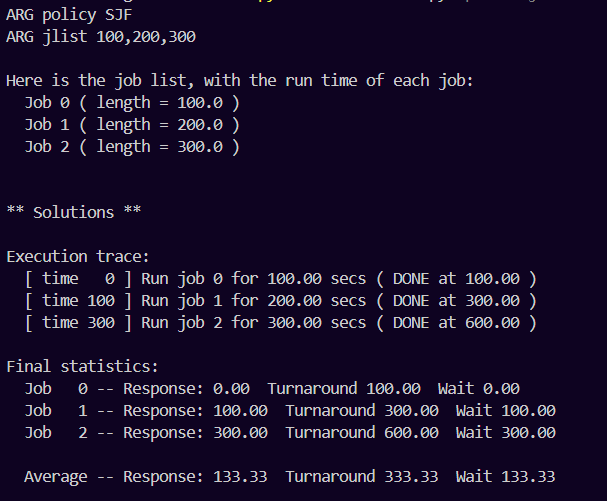 ARG policy SJF
ARG jlist 100,200,300
Here is the job list, with the run time of each job:
Job 0 ( length = 100.0 )
Job 1 ( length = 200.0 )
Job 2 ( length = 300.0 )
** Solutions **
Execution trace:
[ time   0 ] Run job 0 for 100.00 secs ( DONE at 100.00 )
[ time 100 ] Run job 1 for 200.00 secs ( DONE at 300.00 )
[ time 300 ] Run job 2 for 300.00 secs ( DONE at 600.00 )
Final statistics:
Job   0 -- Response: 0.00  Turnaround 100.00  Wait 0.00
Job   1 -- Response: 100.00  Turnaround 300.00  Wait 100.00
Job   2 -- Response: 300.00  Turnaround 600.00  Wait 300.00
Average -- Response: 133.33  Turnaround 333.33  Wait 133.33